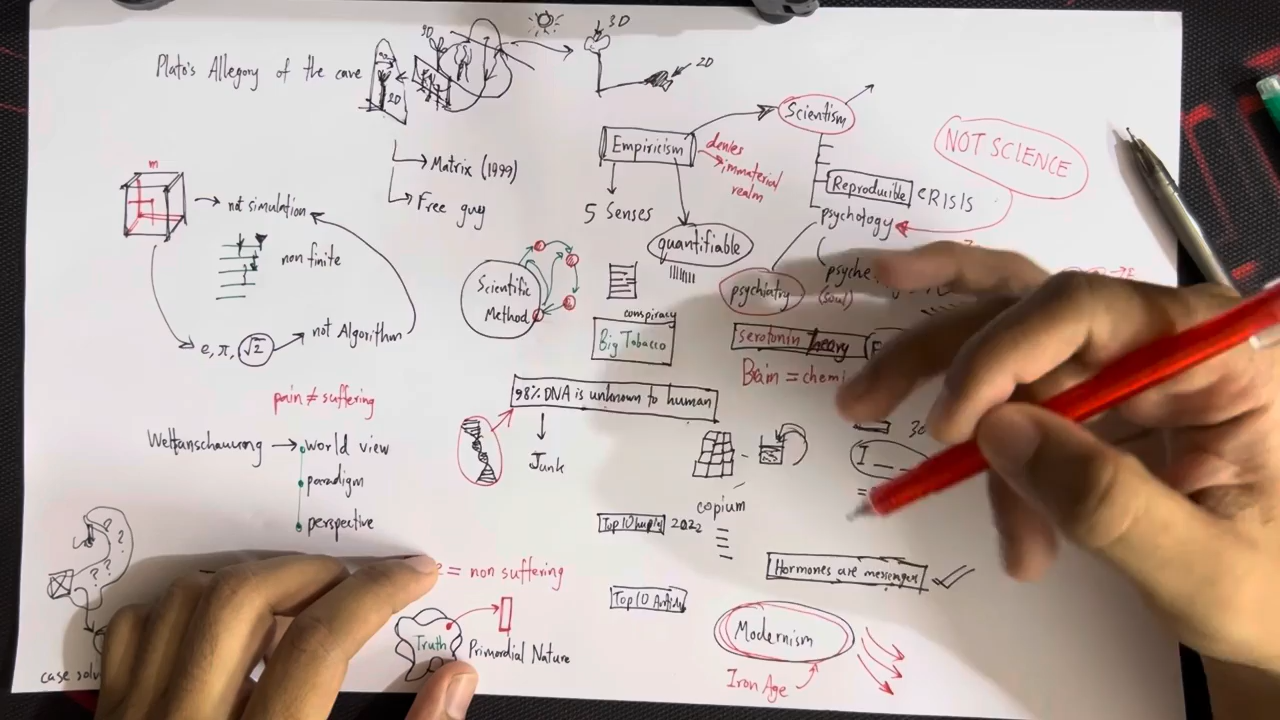 Plato's Allegory of the cave
2D
3D
3D
2D
Matrix (1999)
Free guy
Empiricism
denies
immaterial
realm
5 Senses
quantifiable
Scientism
Reproducible CRISIS
psychology
NOT SCIENCE
psychiatry
psyche
(soul)
serotonin Theory
Brain = chemi
m
not simulation
non finite
e, π, √2
not Algorithm
Scientific
Method
conspiracy
Big Tobacco
98% DNA is unknown to human
Junk
pain ≠ suffering
Weltanschauung
world view
paradigm
perspective
copium
Top 10 2022
Top 10
I
30
Hormones are messenger
= non suffering
Truth
Primordial Nature
Modernism
Iron Age
? ? ? ?
case solv